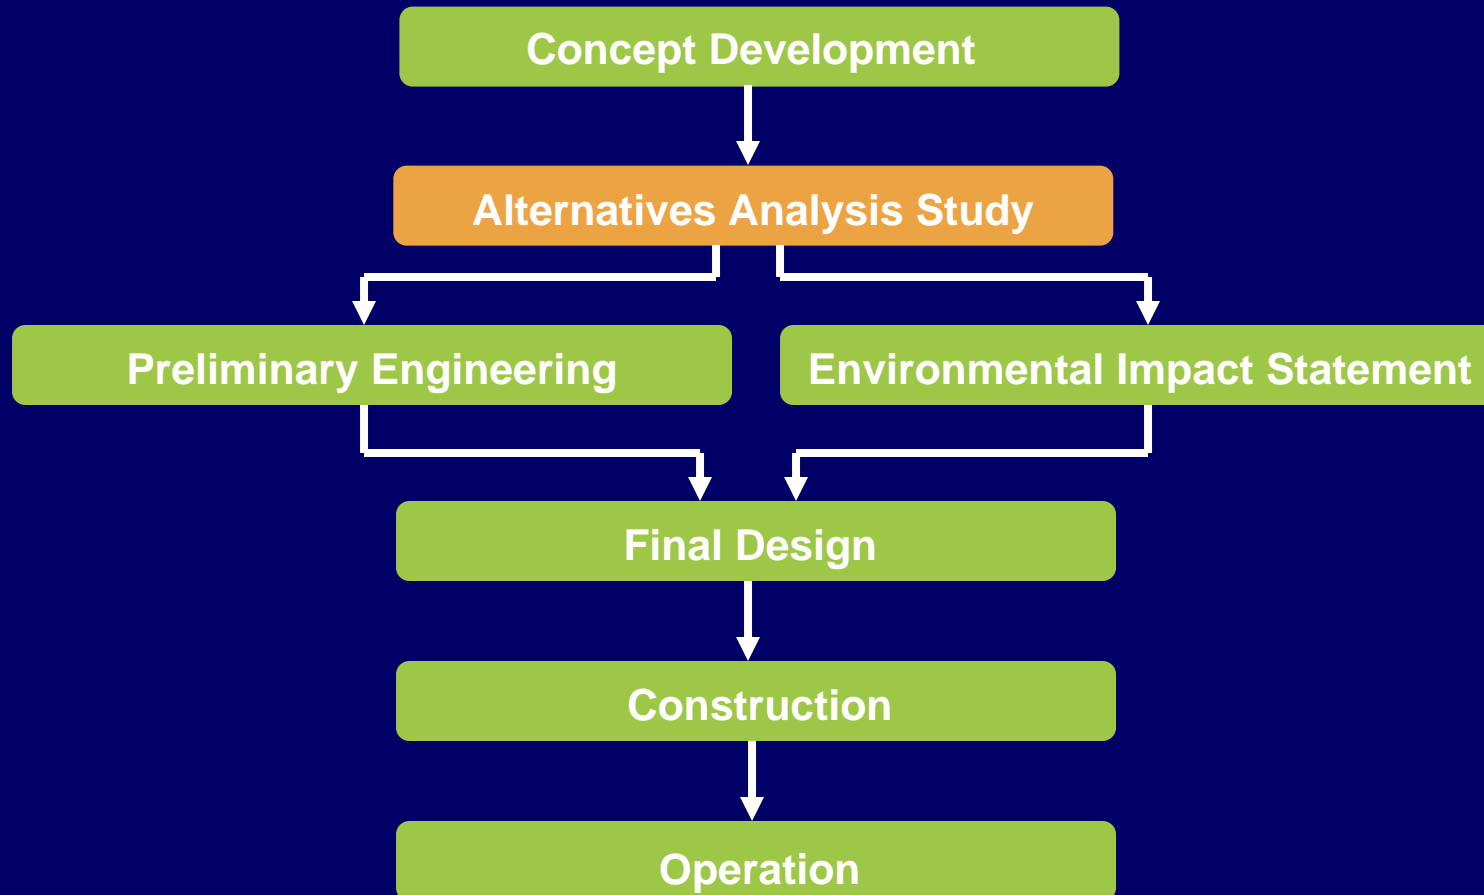 Concept Development
Alternatives Analysis Study
Preliminary Engineering
Environmental Impact Statement
Final Design
Construction
Operation